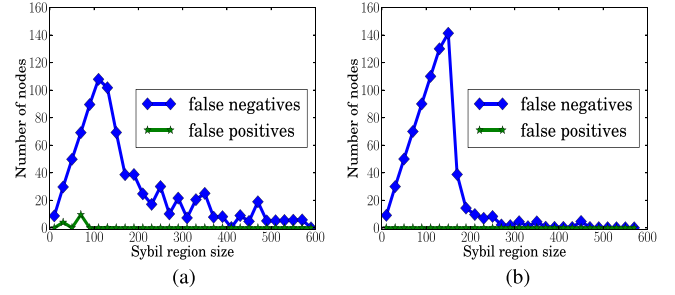 160
140
120
100
80
60
40
20
0
Number of nodes
false negatives
false positives
0 100 200 300 400 500 600
Sybil region size
(a)
160
140
120
100
80
60
40
20
0
Number of nodes
false negatives
false positives
0 100 200 300 400 500 600
Sybil region size
(b)